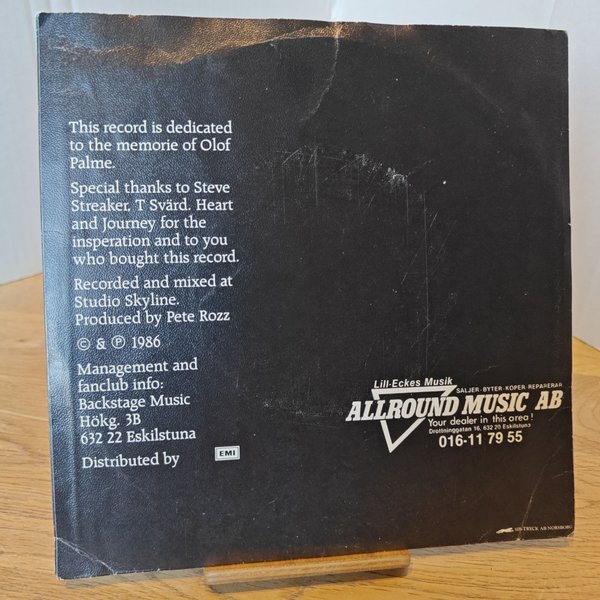 This record is dedicated
to the memorie of Olof
Palme.
Special thanks to Steve
Streaker, T Svärd. Heart
and Journey for the
insperation and to you
who bought this record.
Recorded and mixed at
Studio Skyline.
Produced by Pete Rozz
© & ℗ 1986
Management and
fanclub info:
Backstage Music
Hökg. 3B
632 22 Eskilstuna
Distributed by
EMI
Lill-Eckes Musik
SÄLJER - BYTER - KÖPER - REPARERAR
ALLROUND MUSIC AB
Your dealer in this area!
Drottninggatan 16, 632 20 Eskilstuna
016-11 79 55
TRYCK AB NORSBORG